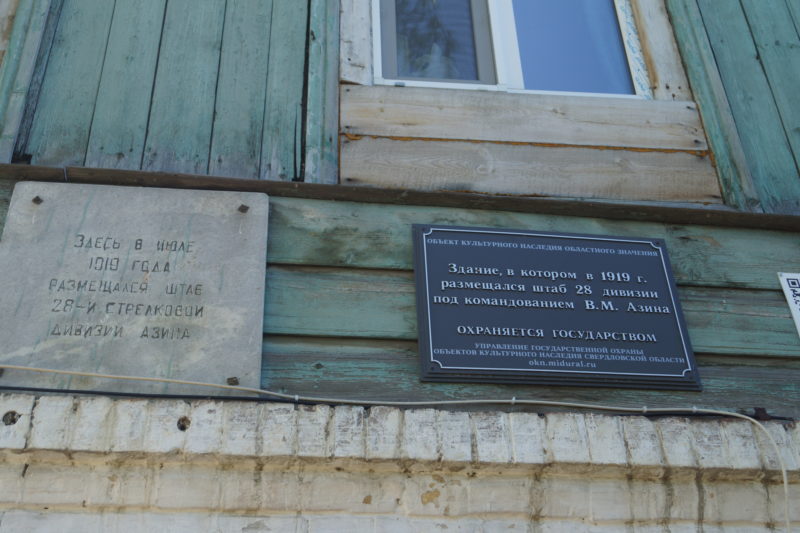 ЗДЕСЬ В ИЮЛЕ
1919 ГОДА
РАЗМЕЩАЛСЯ ШТАБ
28-Й СТРЕЛКОВОЙ
ДИВИЗИИ АЗИНА
ОБЪЕКТ КУЛЬТУРНОГО НАСЛЕДИЯ ОБЛАСТНОГО ЗНАЧЕНИЯ
Здание, в котором в 1919 г.
размещался штаб 28 дивизии
под командованием В.М. Азина
ОХРАНЯЕТСЯ ГОСУДАРСТВОМ
УПРАВЛЕНИЕ ГОСУДАРСТВЕННОЙ ОХРАНЫ
ОБЪЕКТОВ КУЛЬТУРНОГО НАСЛЕДИЯ СВЕРДЛОВСКОЙ ОБЛАСТИ
okn.midural.ru